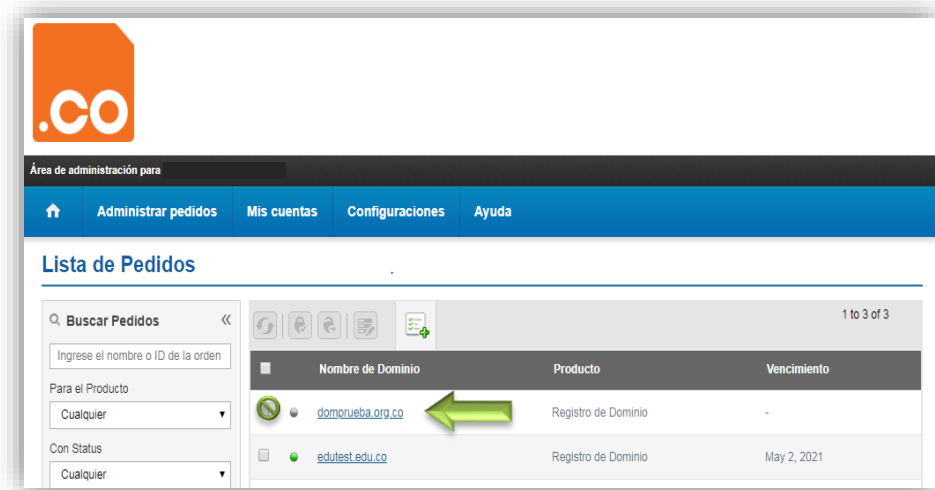 .co
Área de administración para
Administrar pedidos Mis cuentas Configuraciones Ayuda
Lista de Pedidos
Buscar Pedidos «
Ingrese el nombre o ID de la orden
Para el Producto
Cualquier
Con Status
Cualquier
1 to 3 of 3
Nombre de Dominio Producto Vencimiento
domprueba.org.co Registro de Dominio -
edutest.edu.co Registro de Dominio May 2, 2021